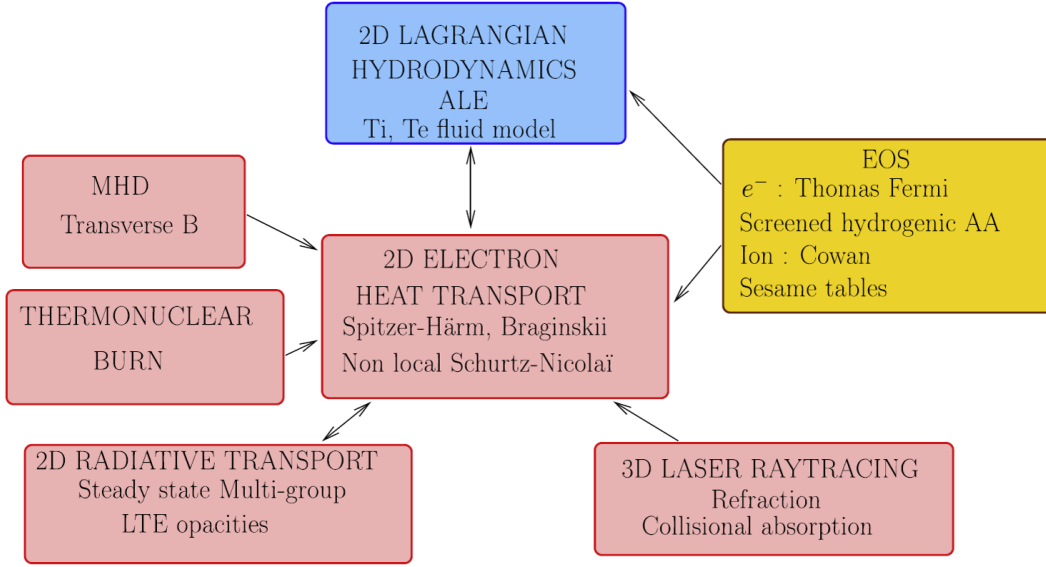 2D LAGRANGIAN
HYDRODYNAMICS
ALE
Ti, Te fluid model
EOS
e⁻ : Thomas Fermi
Screened hydrogenic AA
Ion : Cowan
Sesame tables
MHD
Transverse B
2D ELECTRON
HEAT TRANSPORT
Spitzer-Härm, Braginskii
Non local Schurtz-Nicolaï
THERMONUCLEAR
BURN
2D RADIATIVE TRANSPORT
Steady state Multi-group
LTE opacities
3D LASER RAYTRACING
Refraction
Collisional absorption